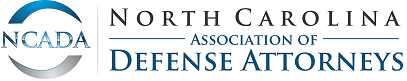 NCADA
NORTH CAROLINA
ASSOCIATION OF
DEFENSE ATTORNEYS